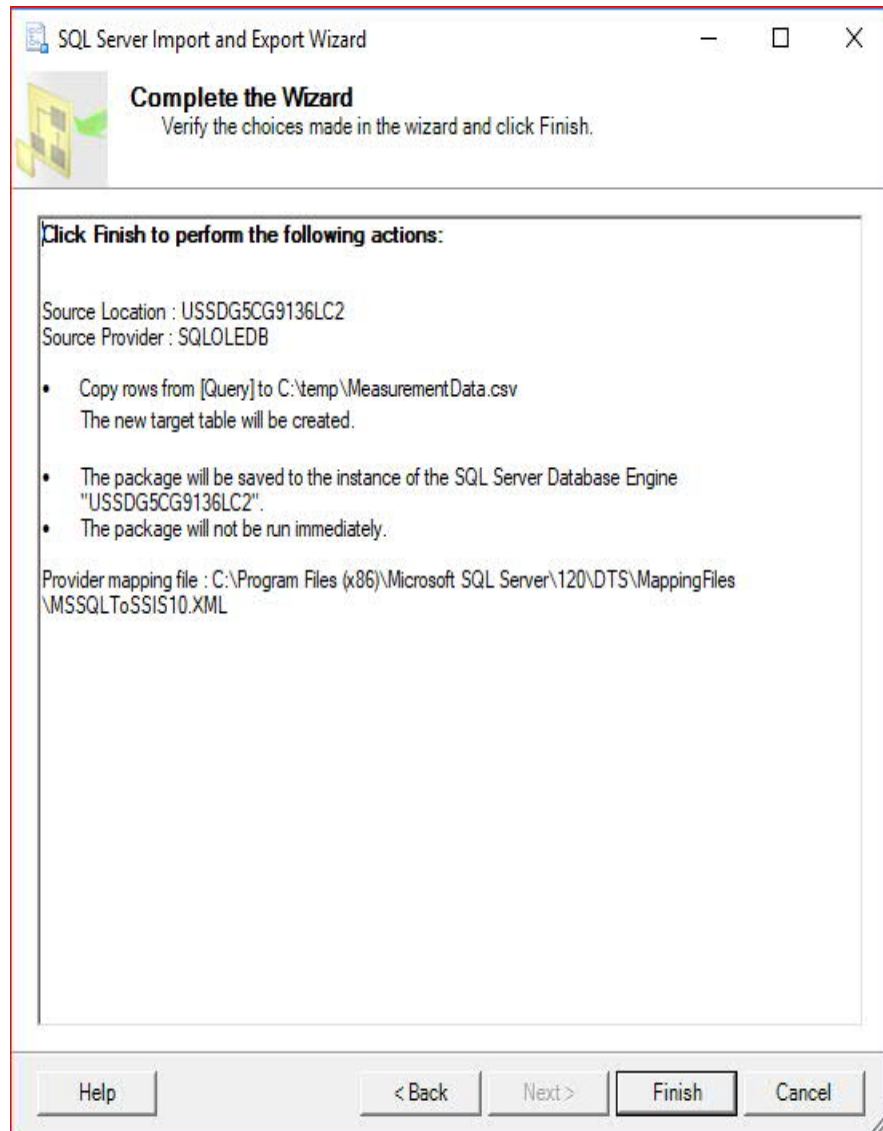 SQL Server Import and Export Wizard
Complete the Wizard
Verify the choices made in the wizard and click Finish.
Click Finish to perform the following actions:
Source Location : USSDG5CG9136LC2
Source Provider : SQLOLEDB
• Copy rows from [Query] to C:\temp\MeasurementData.csv
The new target table will be created.
• The package will be saved to the instance of the SQL Server Database Engine
"USSDG5CG9136LC2".
• The package will not be run immediately.
Provider mapping file : C:\Program Files (x86)\Microsoft SQL Server\120\DTS\MappingFiles
\MSSQLToSSIS10.XML
Help < Back Next > Finish Cancel